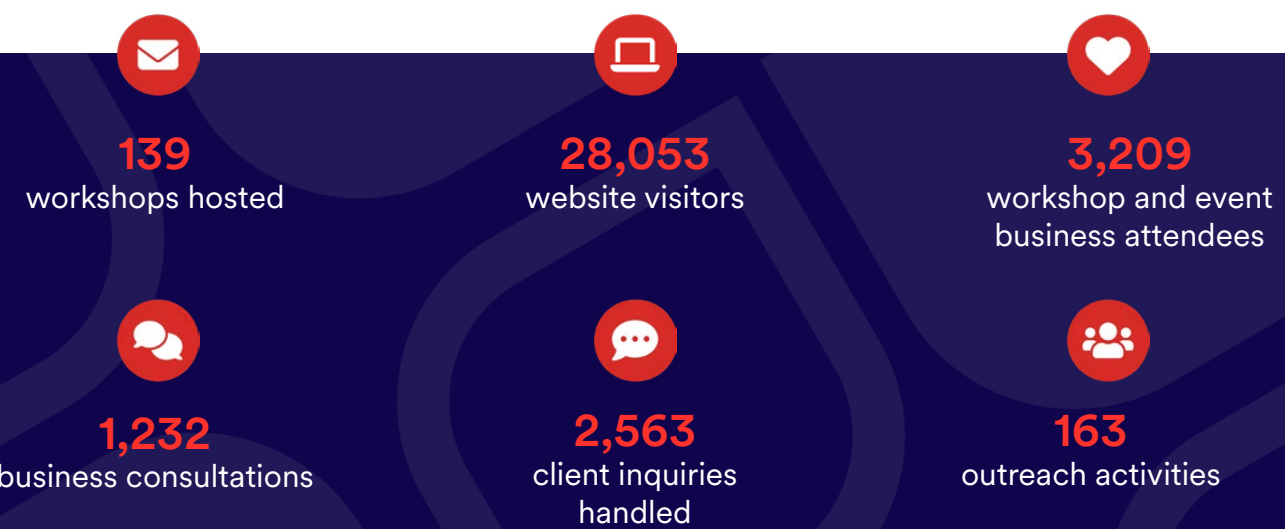 139
workshops hosted
28,053
website visitors
3,209
workshop and event
business attendees
1,232
business consultations
2,563
client inquiries
handled
163
outreach activities